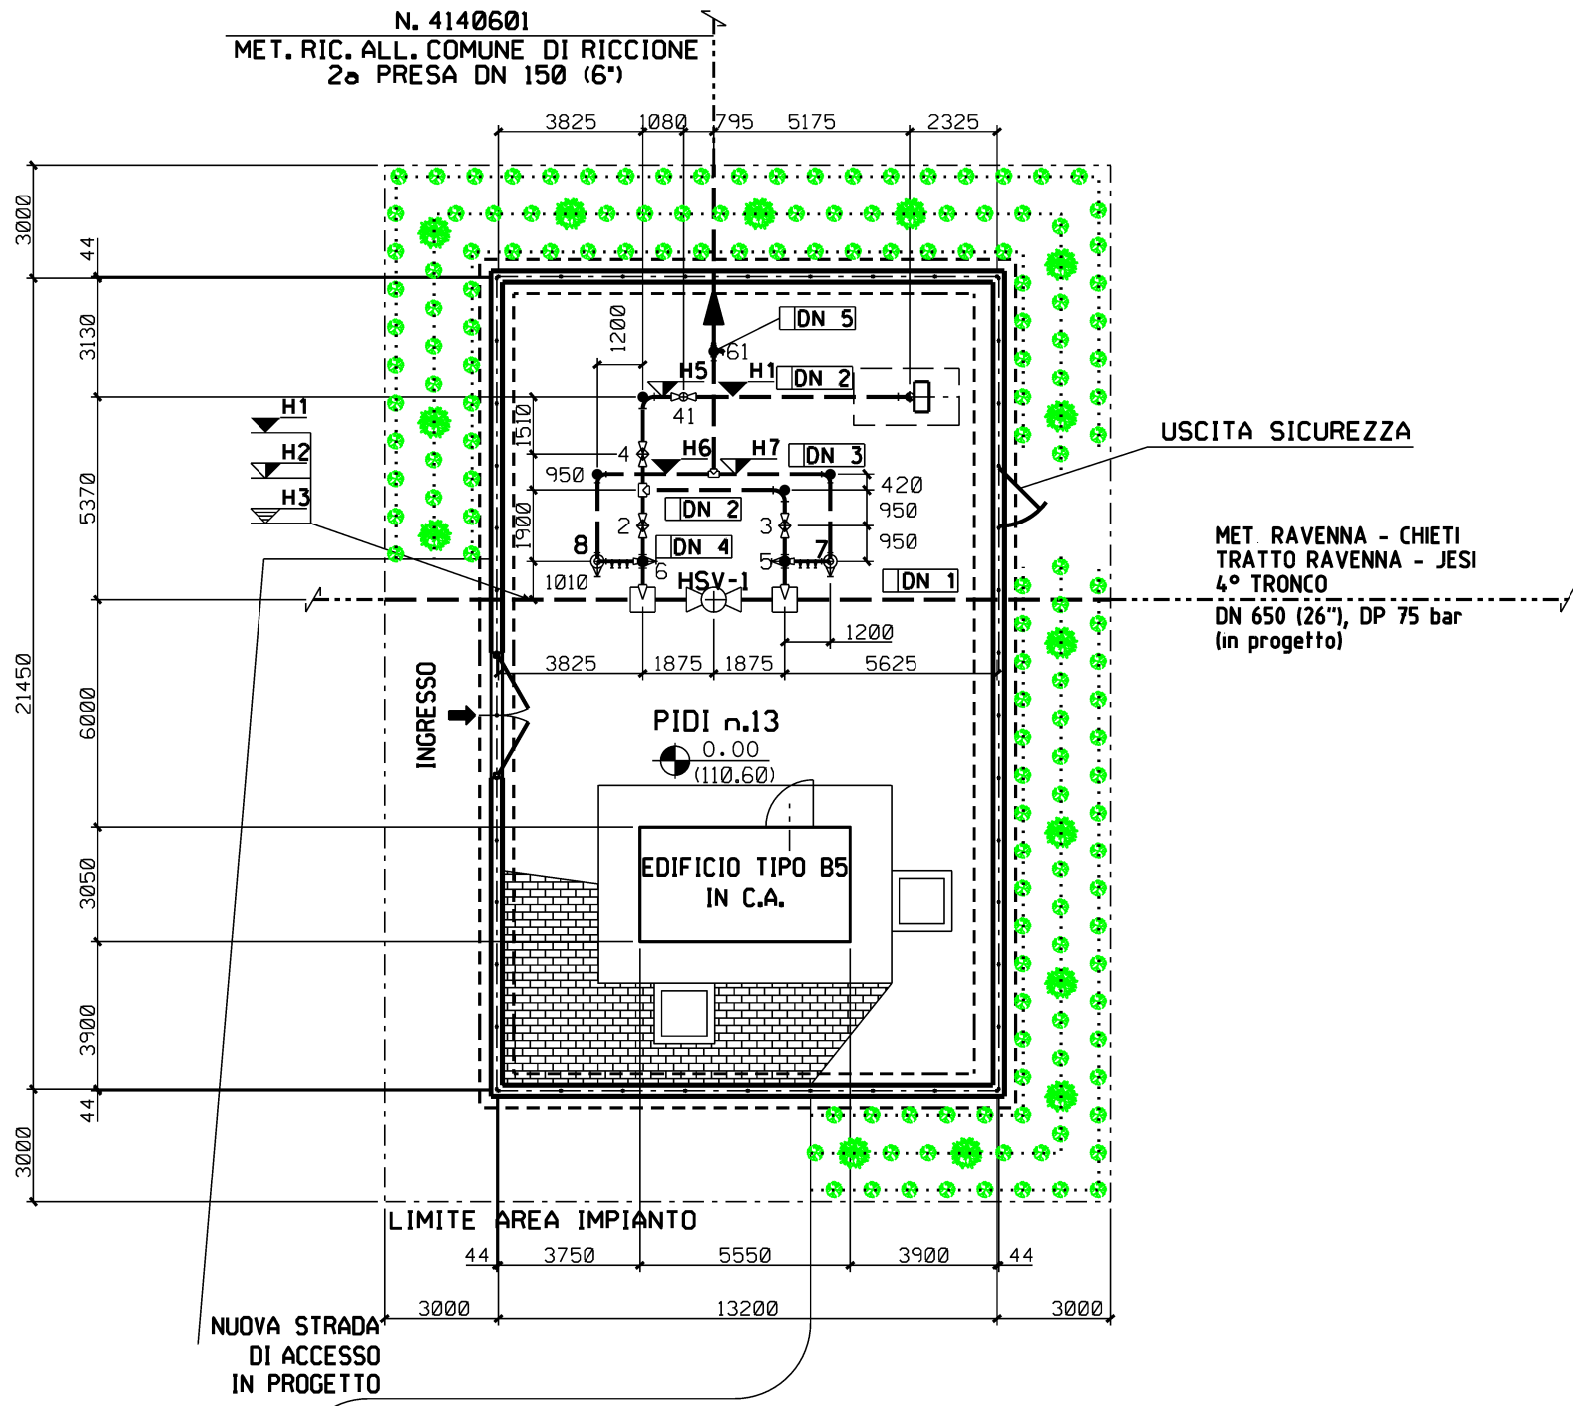 N. 4140601
MET. RIC. ALL. COMUNE DI RICCIONE
2a PRESA DN 150 (6")
3825
1080
795
5175
2325
3000
44
3130
5370
21450
6000
3050
3900
44
3000
1200
DN 5
61
H5
H1
DN 2
41
1510
4
H6
H7
DN 3
950
420
DN 2
950
1900
2
3
950
8
DN 4
7
6
5
1010
HSV-1
DN 1
H1
H2
H3
USCITA SICUREZZA
MET. RAVENNA - CHIETI
TRATTO RAVENNA - JESI
4° TRONCO
DN 650 (26"), DP 75 bar
(in progetto)
1200
3825
1875
1875
5625
INGRESSO
PIDI n.13
0.00
(110.60)
EDIFICIO TIPO B5
IN C.A.
LIMITE AREA IMPIANTO
44
3750
5550
3900
44
3000
13200
3000
NUOVA STRADA
DI ACCESSO
IN PROGETTO